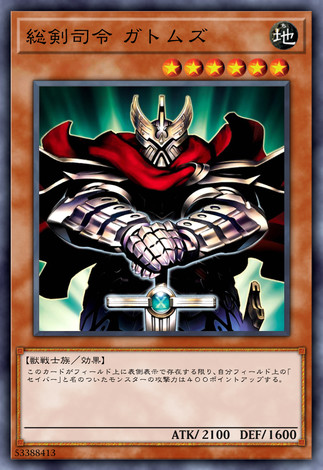 総剣司令 ガトムズ
地
【獣戦士族／効果】
このカードがフィールド上に表側表示で存在する限り、自分フィールド上の「
セイバー」と名のついたモンスターの攻撃力は４００ポイントアップする。
ATK/ 2100 DEF/1600
53388413